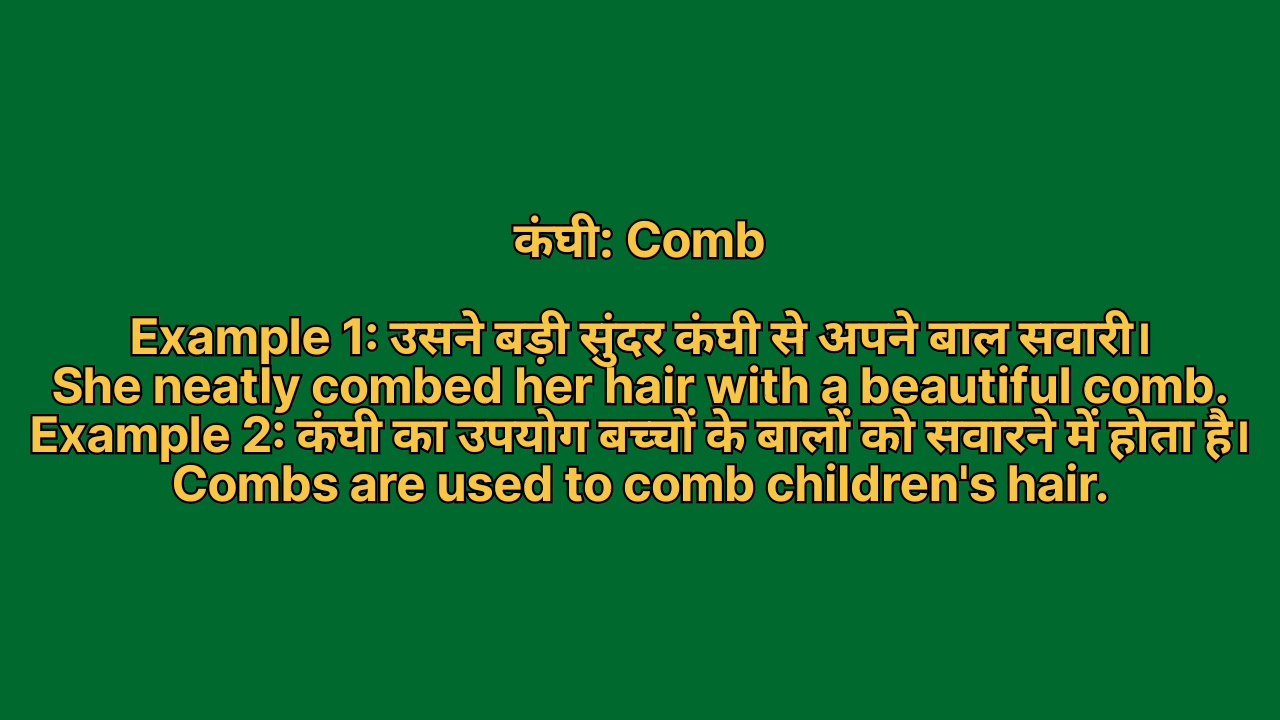 कंघी: Comb
Example 1: उसने बड़ी सुंदर कंघी से अपने बाल सवारी।
She neatly combed her hair with a beautiful comb.
Example 2: कंघी का उपयोग बच्चों के बालों को सवारने में होता है।
Combs are used to comb children's hair.